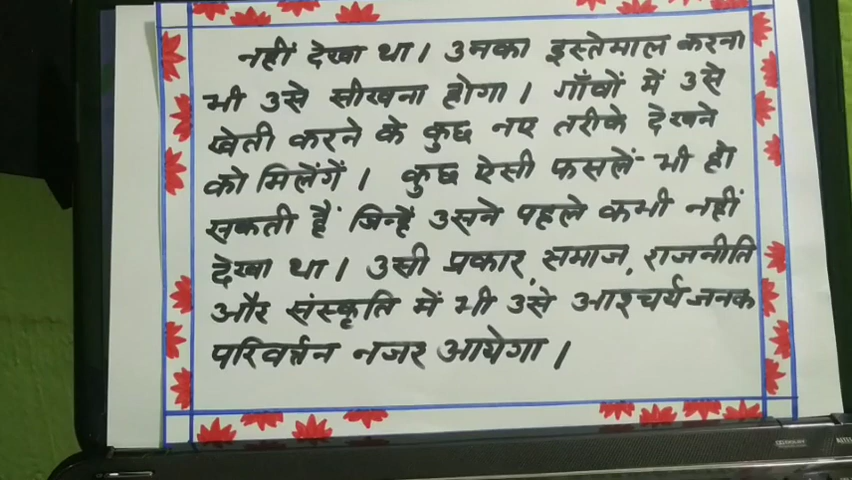 नहीं देखा था। उनका इस्तेमाल करना
भी उसे सीखना होगा। गाँवों में उसे
खेती करने के कुछ नए तरीके देखने
को मिलेंगें। कुछ ऐसी फसलें भी हो
सकती हैं जिन्हें उसने पहले कभी नहीं
देखा था। उसी प्रकार, समाज, राजनीति
और संस्कृति में भी उसे आश्चर्यजनक
परिवर्त्तन नजर आयेगा।